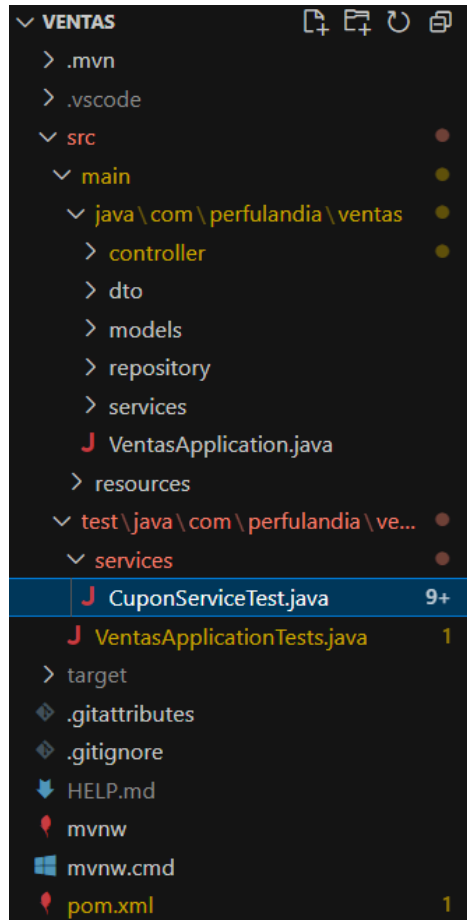 VENTAS
.mvn
.vscode
src
main
java\com\perfulandia\ventas
controller
dto
models
repository
services
J VentasApplication.java
resources
test\java\com\perfulandia\ve...
services
J CuponServiceTest.java 9+
J VentasApplicationTests.java 1
target
.gitattributes
.gitignore
HELP.md
mvnw
mvnw.cmd
pom.xml 1